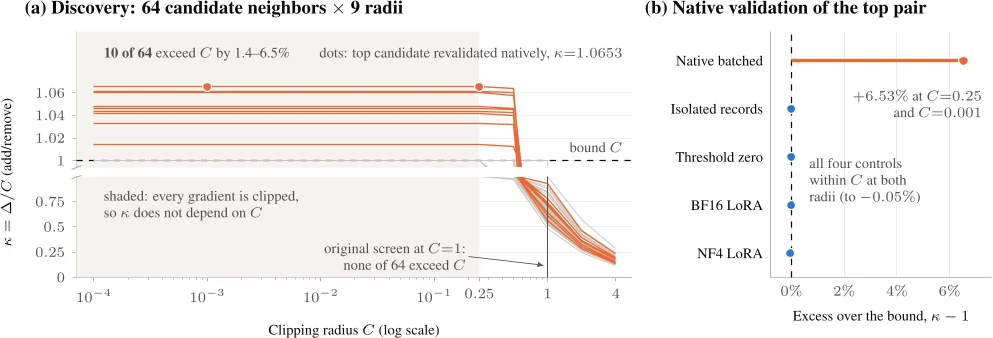 (a) Discovery: 64 candidate neighbors × 9 radii
10 of 64 exceed C by 1.4–6.5%
dots: top candidate revalidated natively, κ=1.0653
κ = Δ/C (add/remove)
1.06
1.04
1.02
1
bound C
0.75
0.5
0.25
0
shaded: every gradient is clipped,
so κ does not depend on C
original screen at C=1:
none of 64 exceed C
10⁻⁴
10⁻³
10⁻²
10⁻¹
0.25
1
4
Clipping radius C (log scale)
(b) Native validation of the top pair
Native batched
Isolated records
Threshold zero
BF16 LoRA
NF4 LoRA
+6.53% at C=0.25
and C=0.001
all four controls
within C at both
radii (to −0.05%)
0%
2%
4%
6%
Excess over the bound, κ − 1